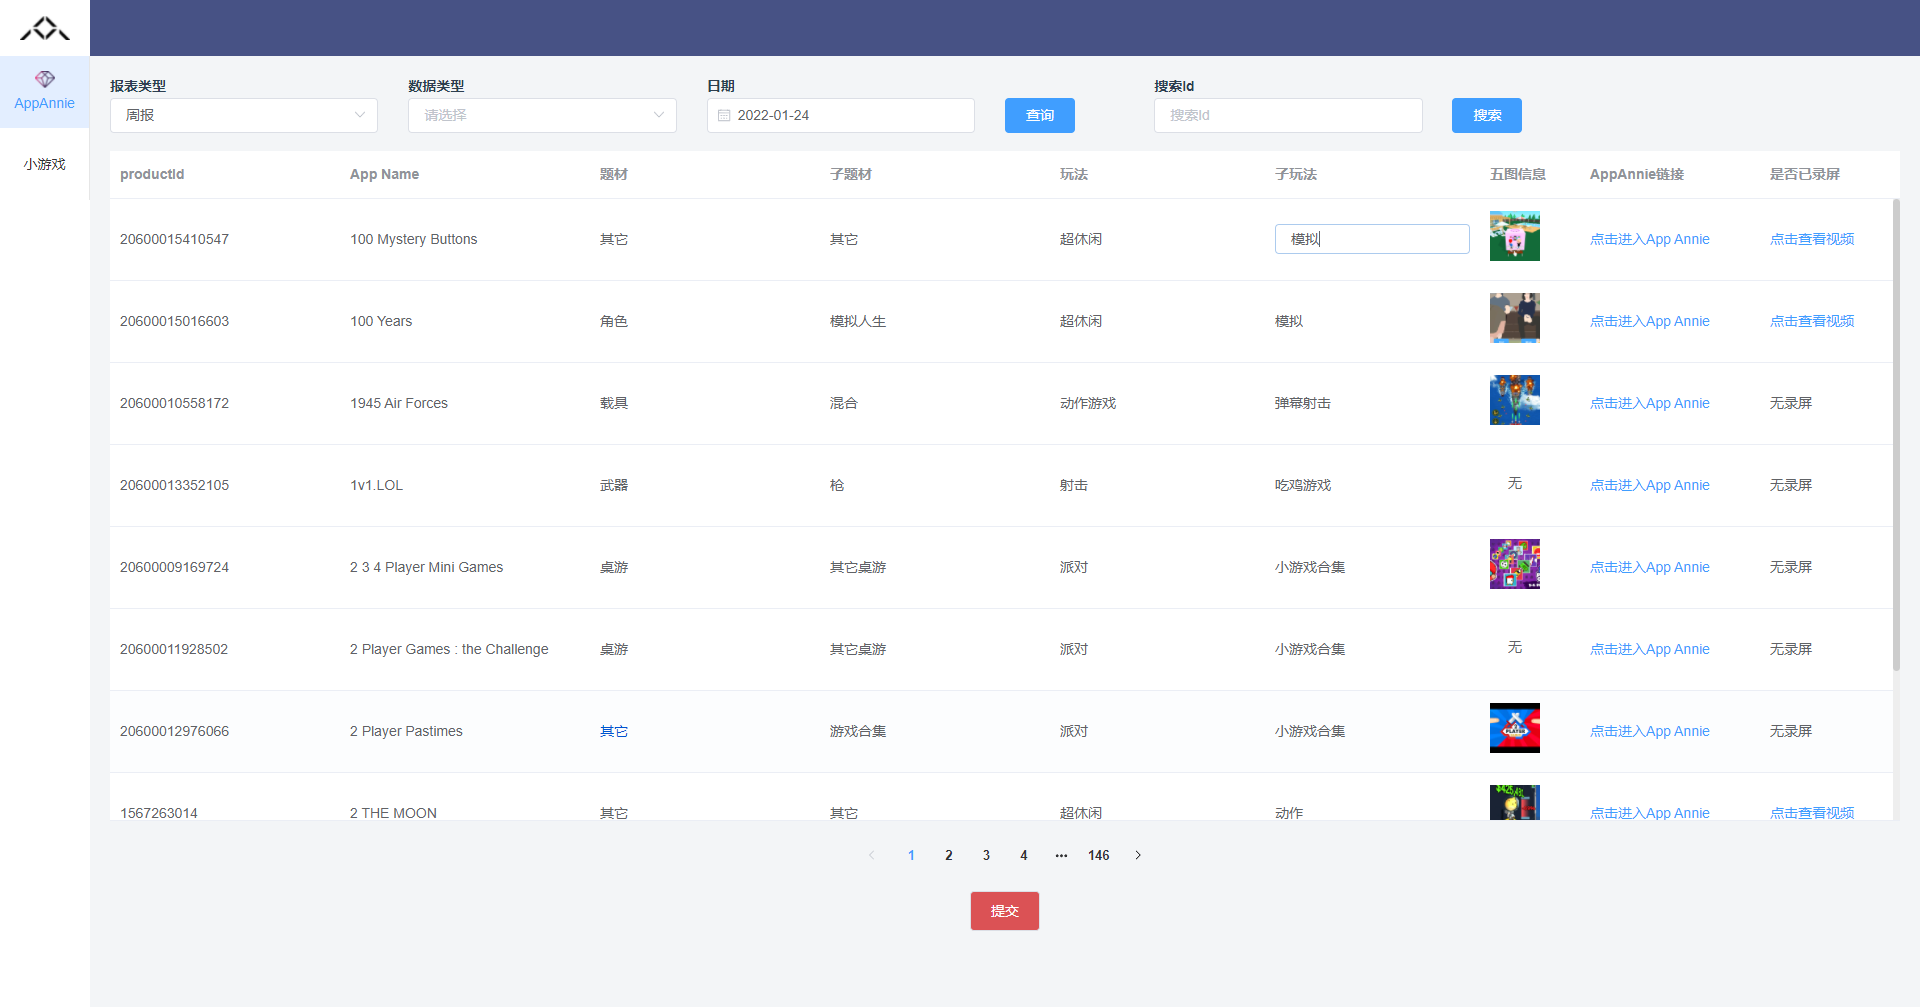 AppAnnie
小游戏
报表类型 数据类型 日期 搜索Id
周报 请选择 2022-01-24 查询 搜索Id 搜索
productId App Name 题材 子题材 玩法 子玩法 五图信息 AppAnnie链接 是否已录屏
20600015410547 100 Mystery Buttons 其它 其它 超休闲 模拟 点击进入App Annie 点击查看视频
20600015016603 100 Years 角色 模拟人生 超休闲 模拟 点击进入App Annie 点击查看视频
20600010558172 1945 Air Forces 载具 混合 动作游戏 弹幕射击 点击进入App Annie 无录屏
20600013352105 1v1.LOL 武器 枪 射击 吃鸡游戏 无 点击进入App Annie 无录屏
20600009169724 2 3 4 Player Mini Games 桌游 其它桌游 派对 小游戏合集 点击进入App Annie 无录屏
20600011928502 2 Player Games : the Challenge 桌游 其它桌游 派对 小游戏合集 无 点击进入App Annie 无录屏
20600012976066 2 Player Pastimes 其它 游戏合集 派对 小游戏合集 PLAYER 点击进入App Annie 无录屏
1567263014 2 THE MOON 其它 其它 超休闲 动作 点击进入App Annie 点击查看视频
1 2 3 4 ••• 146
提交